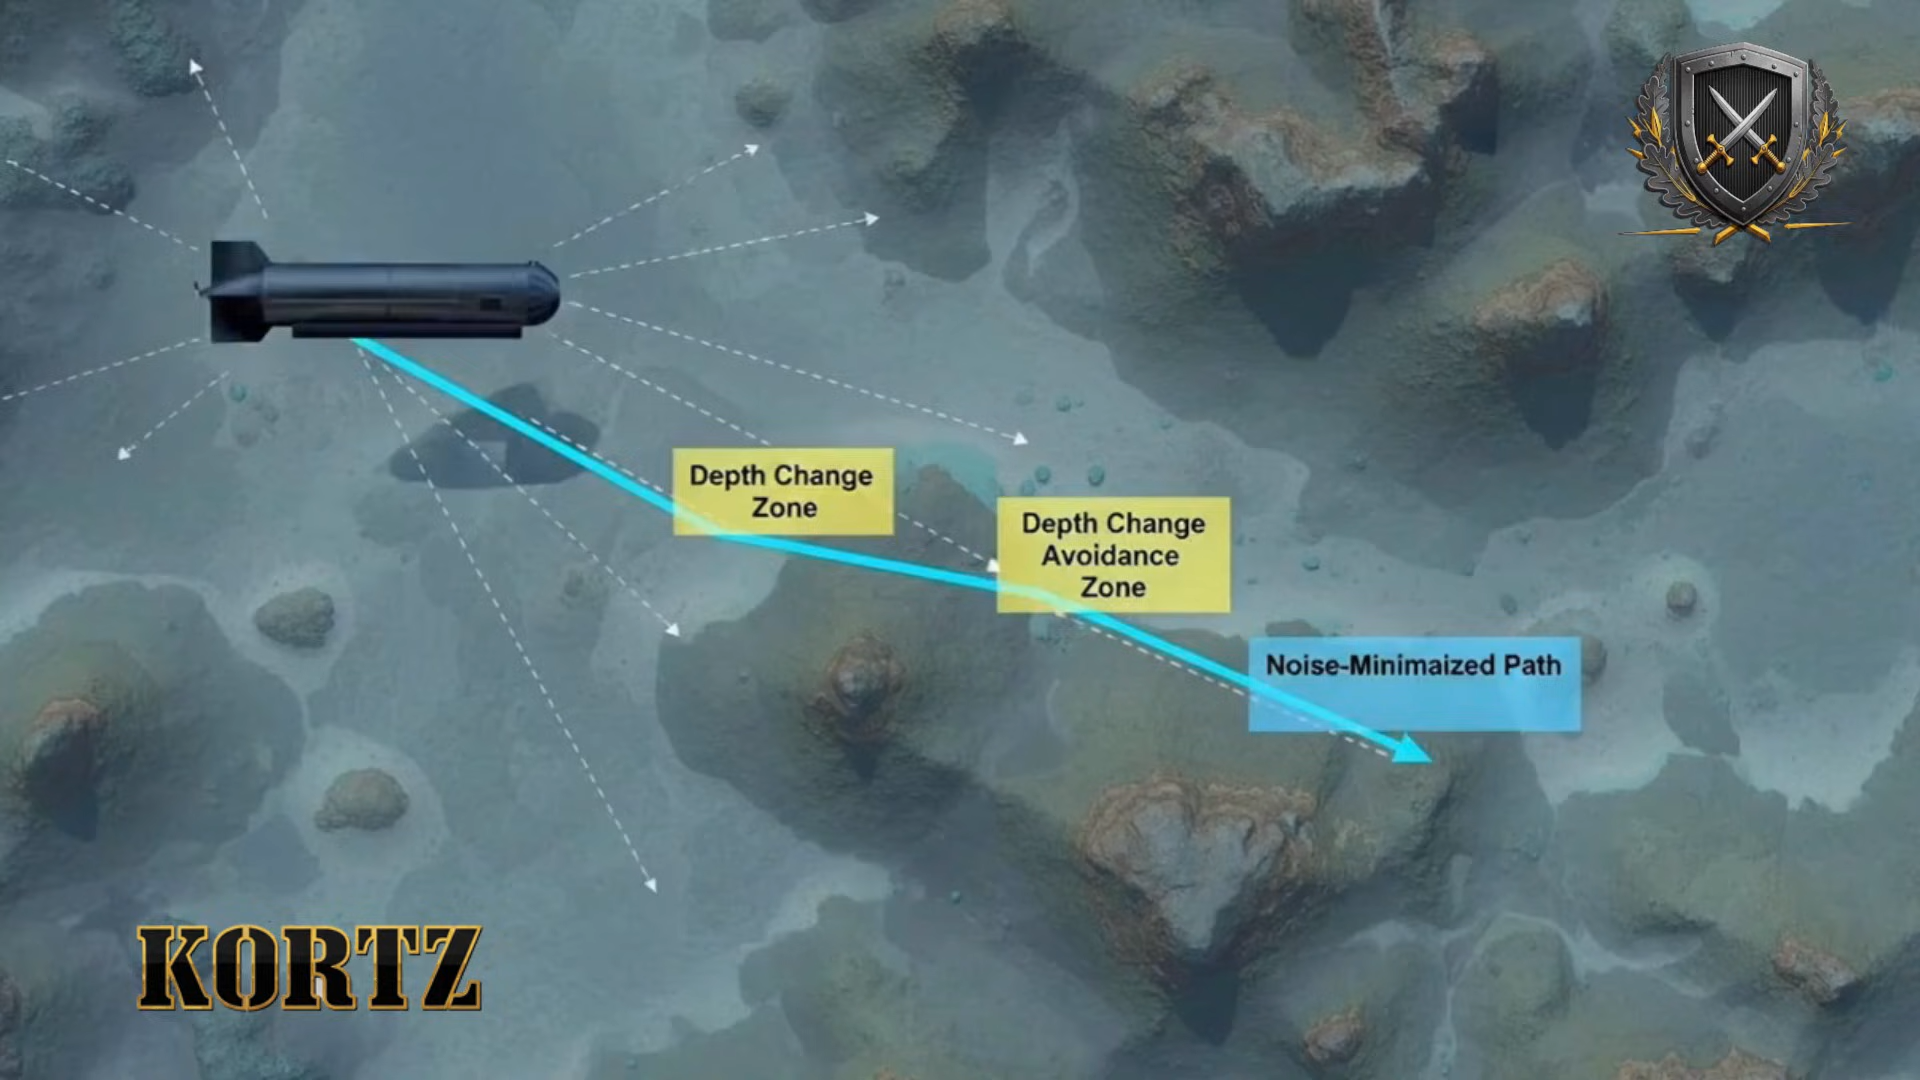 Depth Change
Zone
Depth Change
Avoidance
Zone
Noise-Minimaized Path
KORTZ